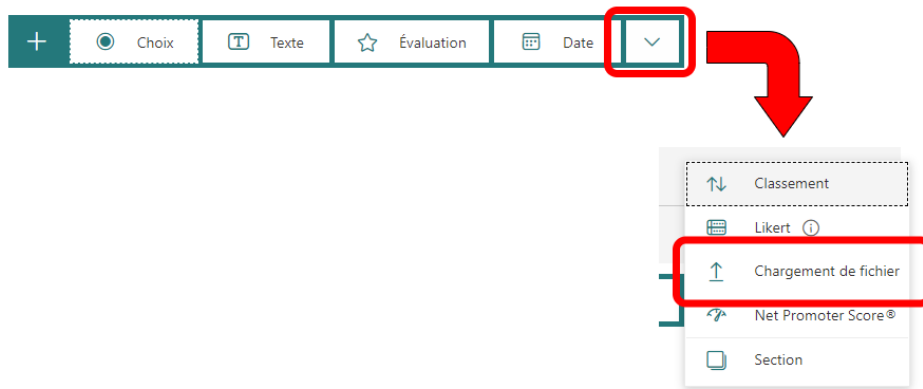 Choix
Texte
Évaluation
Date
Classement
Likert
Chargement de fichier
Net Promoter Score®
Section